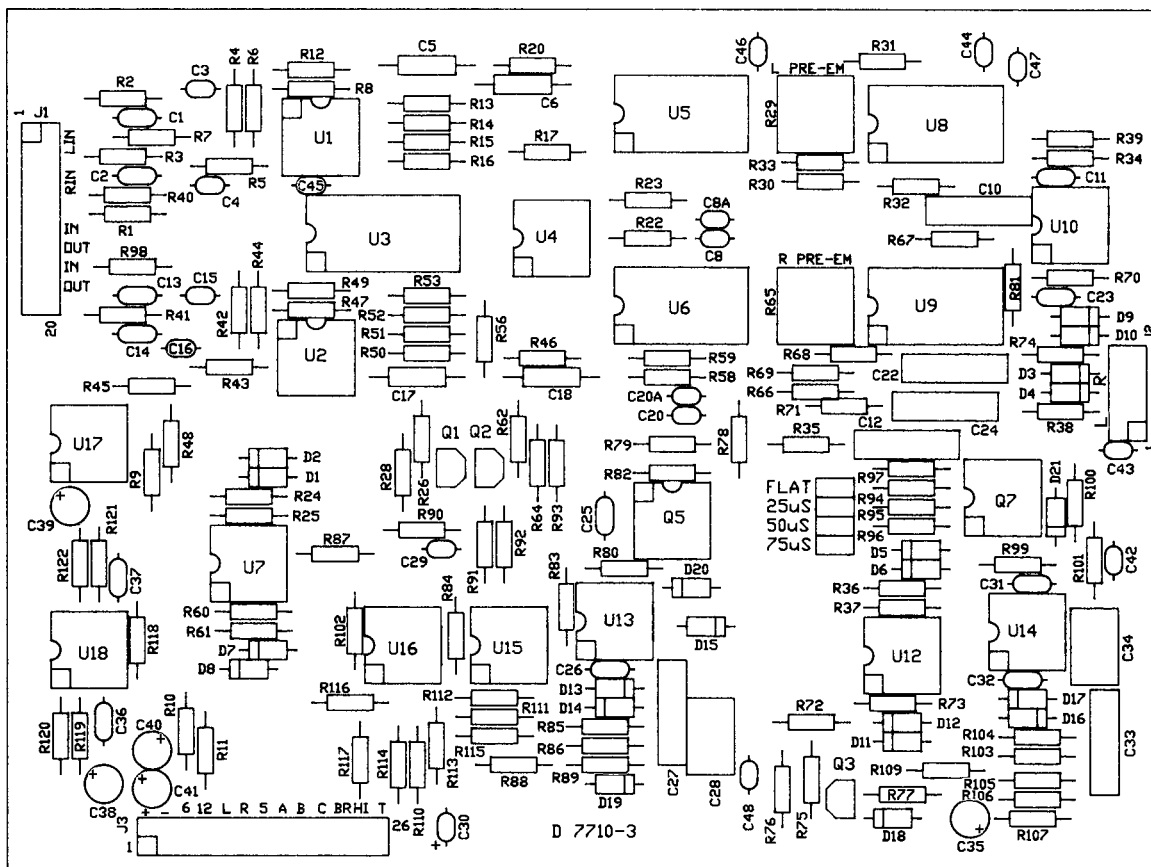 C46
C44
R4
R6
R12
C5
R20
L PRE-EM
R31
C47
R2
C3
R8
C6
R29
1
J1
C1
R13
U5
U8
L.IN
R7
U1
R14
R17
R39
R3
R15
R33
R34
C2
R5
R16
R30
C11
RIN
R40
C4
C45
R23
C8A
R32
C10
R1
U3
U4
R22
R67
U10
IN
OUT
R98
R44
C8
IN
OUT
C13
C15
R49
R53
R PRE-EM
R81
R70
R42
R47
R52
R56
U6
R65
U9
C23
R41
R51
D9
20
C14
C16
U2
R50
R46
R59
R68
R74
D10
R45
R43
C17
C18
R58
R69
C22
D3
C20A
R66
D4
C20
R71
C24
R38
L
R
U17
R48
R62
R78
R35
C12
1
R9
Q1
Q2
R79
C43
D2
R28
R97
D21
R100
D1
R26
R82
FLAT
R94
Q7
C39
R121
R24
R64
R93
25uS
R95
R25
R90
C25
Q5
50uS
R96
R122
C37
U7
R87
C29
R91
R92
R83
R80
75uS
D5
R99
R101
C42
R84
D20
D6
C31
R60
R36
R118
R61
R102
U16
U15
U13
D15
R37
U14
C34
U18
D7
U12
D8
C26
C32
R116
R112
D13
D17
R10
R111
D14
R72
R73
D12
D16
R120
R119
C36
C40
R11
R115
R85
D11
R104
R117
R114
R113
R86
R103
C33
C41
R110
R88
R89
C27
C28
Q3
R109
R105
C38
D19
C48
R76
R75
R77
R106
J3
+ -
6 12 L R 5 A B C BR HI T
26
C30
D 7710-3
D18
C35
R107
1